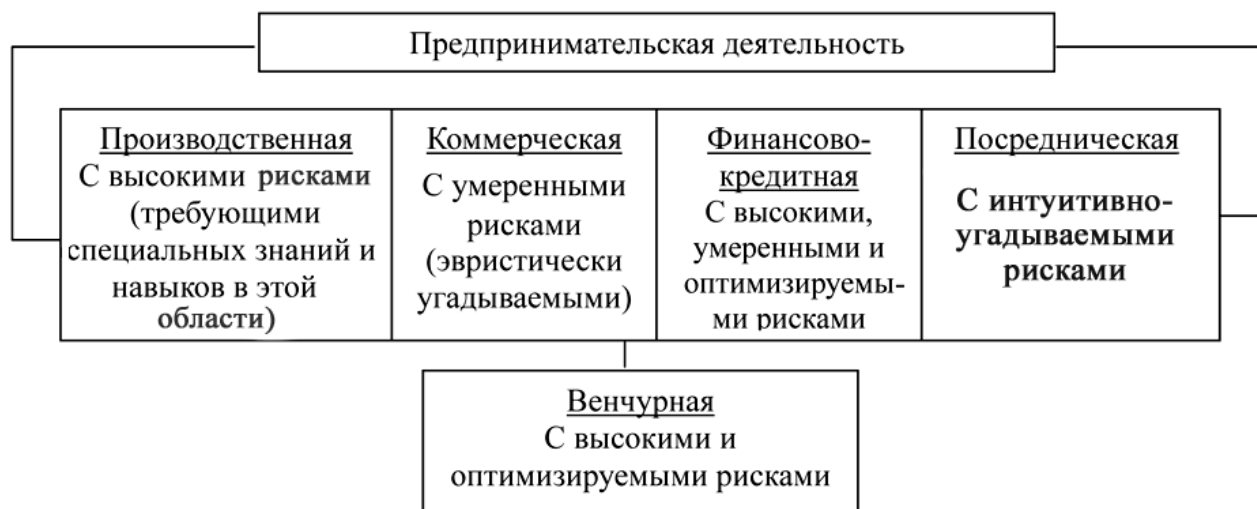 Предпринимательская деятельность
Производственная
С высокими рисками
(требующими
специальных знаний и
навыков в этой
области)
Коммерческая
С умеренными
рисками
(эвристически
угадываемыми)
Финансово-
кредитная
С высокими,
умеренными и
оптимизируемы-
ми рисками
Посредническая
С интуитивно-
угадываемыми
рисками
Венчурная
С высокими и
оптимизируемыми рисками